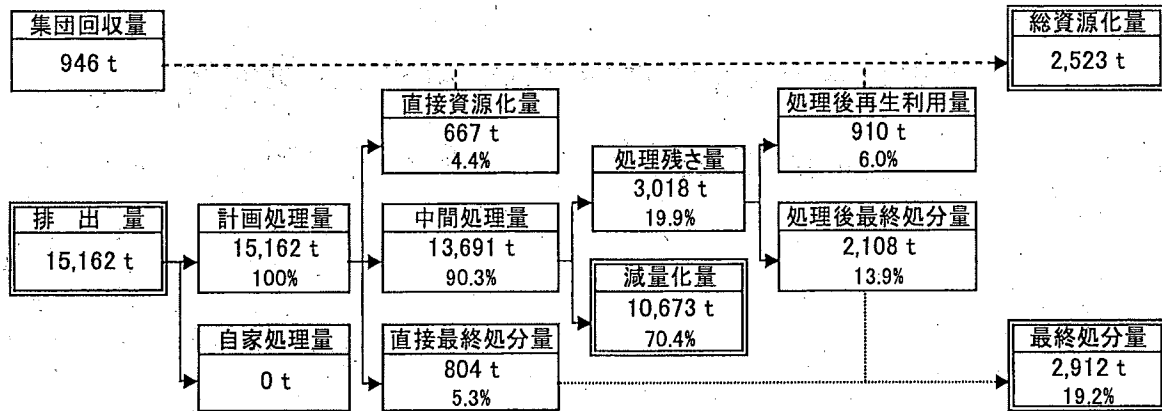 集団回収量
946 t
総資源化量
2,523 t
直接資源化量
667 t
4.4%
処理後再生利用量
910 t
6.0%
処理残さ量
3,018 t
19.9%
排 出 量
15,162 t
計画処理量
15,162 t
100%
中間処理量
13,691 t
90.3%
処理後最終処分量
2,108 t
13.9%
減量化量
10,673 t
70.4%
自家処理量
0 t
直接最終処分量
804 t
5.3%
最終処分量
2,912 t
19.2%